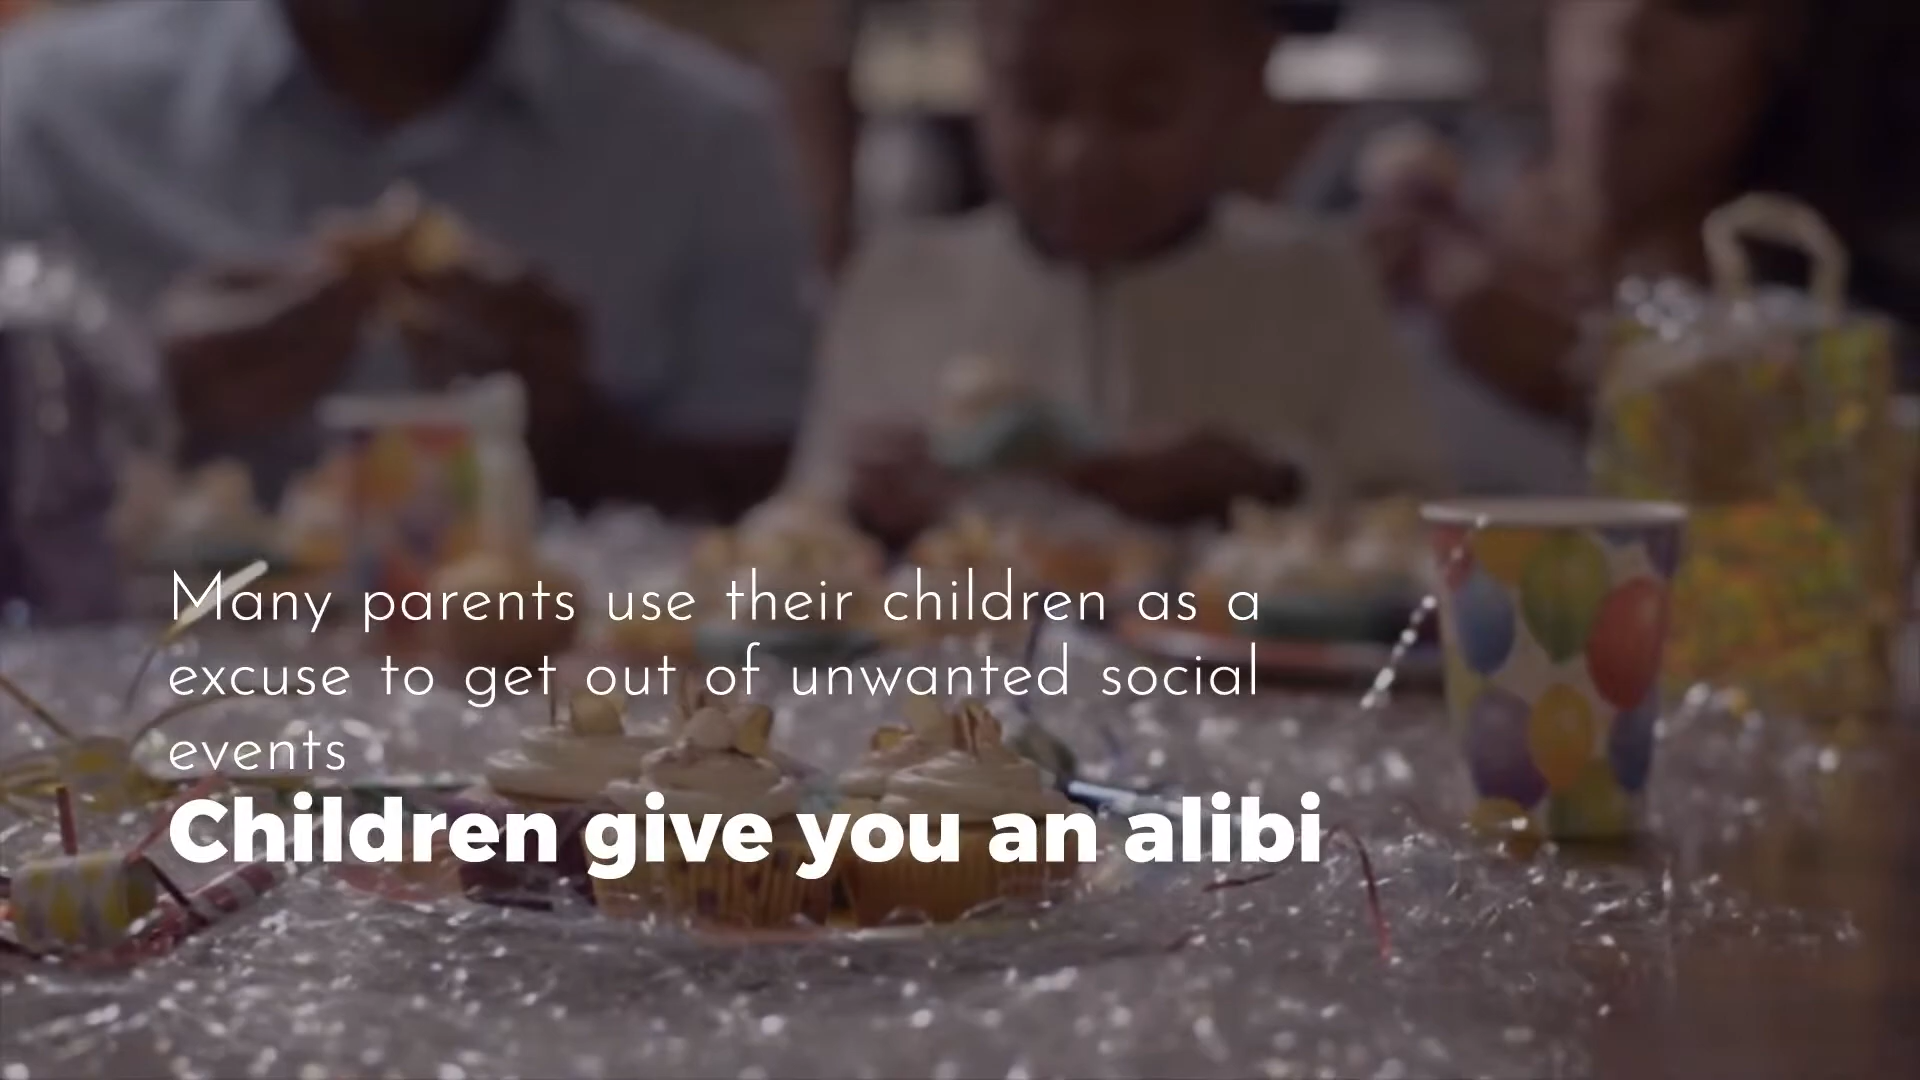 Many parents use their children as a
excuse to get out of unwanted social
events
Children give you an alibi